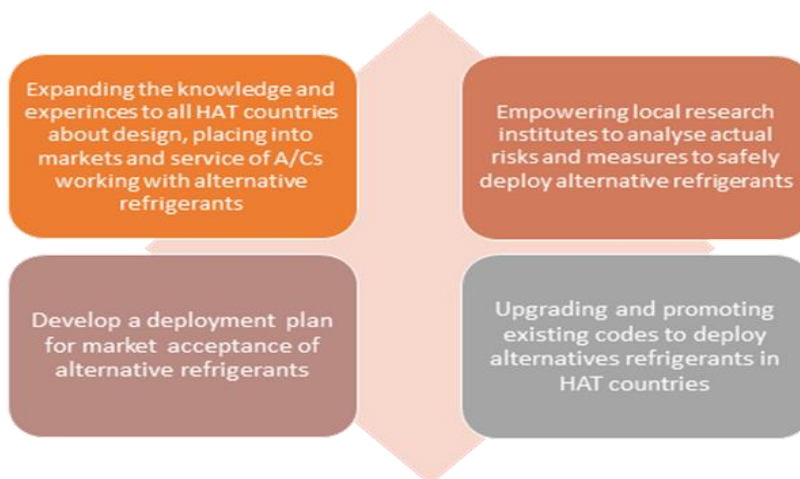 Expanding the knowledge and
experinces to all HAT countries
about design, placing into
markets and service of A/Cs
working with alternative
refrigerants
Empowering local research
institutes to analyse actual
risks and measures to safely
deploy alternative refrigerants
Develop a deployment plan
for market acceptance of
alternative refrigerants
Upgrading and promoting
existing codes to deploy
alternatives refrigerants in
HAT countries